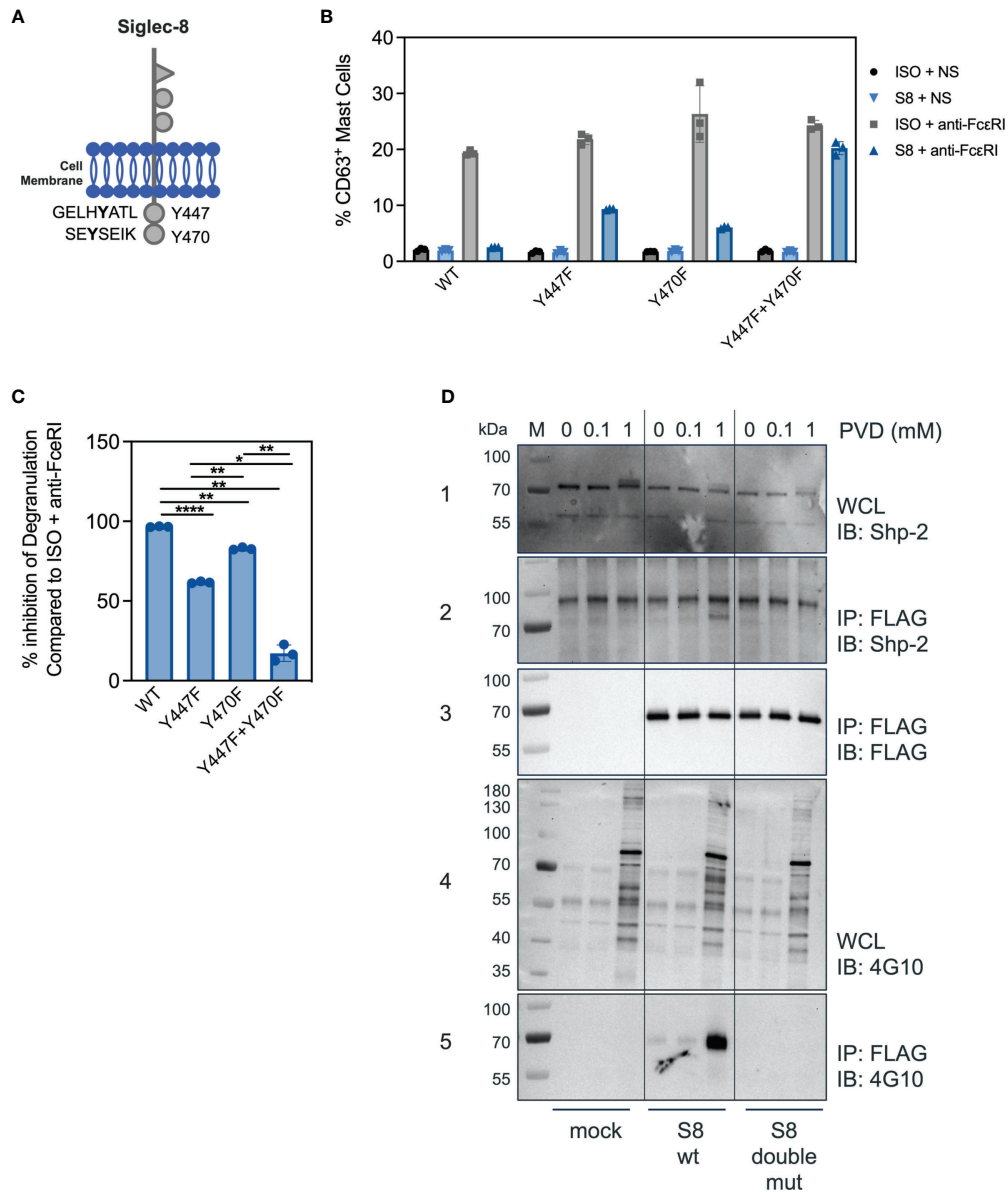 A
Siglec-8
Cell
Membrane
GELHYATL
Y447
SEYSEIK
Y470
B
% CD63⁺ Mast Cells
40
30
20
10
0
WT
Y447F
Y470F
Y447F+Y470F
ISO + NS
S8 + NS
ISO + anti-FcεRI
S8 + anti-FcεRI
C
% inhibition of Degranulation
Compared to ISO + anti-FceRI
150
100
50
0
**
*
**
**
**
****
WT
Y447F
Y470F
Y447F+Y470F
D
kDa M 0 0.1 1 0 0.1 1 0 0.1 1 PVD (mM)
1
100
70
55
WCL
IB: Shp-2
2
100
70
IP: FLAG
IB: Shp-2
3
100
70
55
IP: FLAG
IB: FLAG
4
180
130
100
70
55
40
35
WCL
IB: 4G10
5
100
70
55
IP: FLAG
IB: 4G10
mock
S8
wt
S8
double
mut